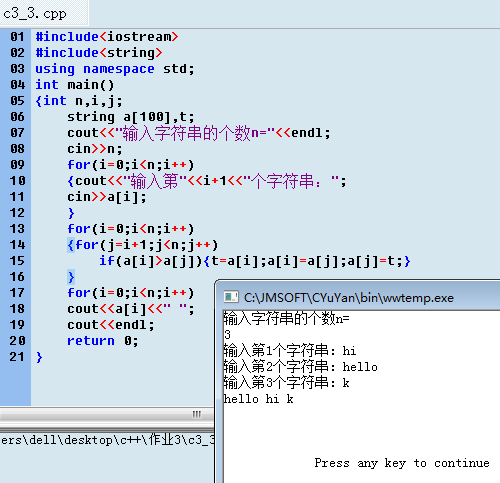 c3_3.cpp
01 #include<iostream>
02 #include<string>
03 using namespace std;
04 int main()
05 {int n,i,j;
06 string a[100],t;
07 cout<<"输入字符串的个数n="<<endl;
08 cin>>n;
09 for(i=0;i<n;i++)
10 {cout<<"输入第"<<i+1<<"个字符串：";
11 cin>>a[i];
12 }
13 for(i=0;i<n;i++)
14 {for(j=i+1;j<n;j++)
15 if(a[i]>a[j]){t=a[i];a[i]=a[j];a[j]=t;}
16 }
17 for(i=0;i<n;i++)
18 cout<<a[i]<<" ";
19 cout<<endl;
20 return 0;
21 }
C:\JMSOFT\CYuYan\bin\wwtemp.exe
输入字符串的个数n=
3
输入第1个字符串：hi
输入第2个字符串：hello
输入第3个字符串：k
hello hi k
Press any key to continue
ers\dell\desktop\c++\作业3\c3_3